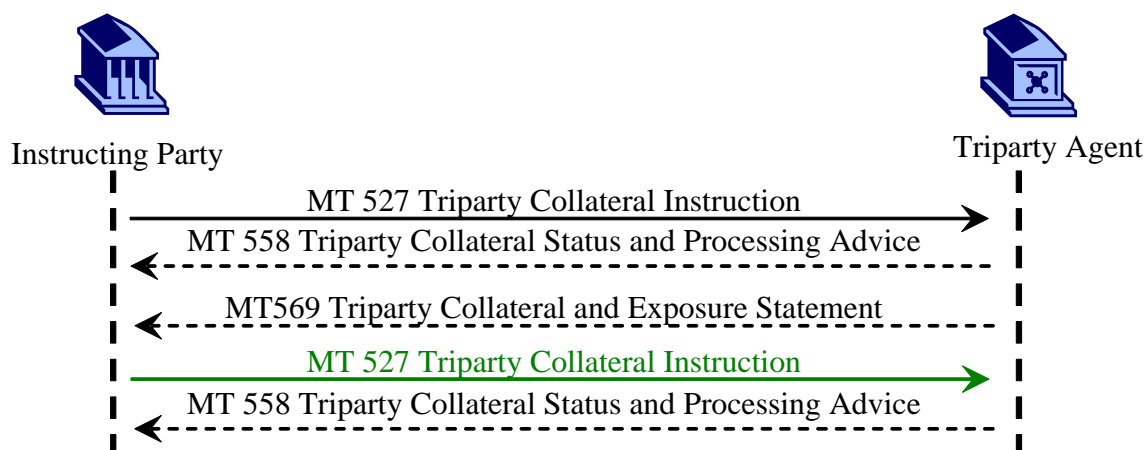 Instructing Party
Triparty Agent
MT 527 Triparty Collateral Instruction
MT 558 Triparty Collateral Status and Processing Advice
MT569 Triparty Collateral and Exposure Statement
MT 527 Triparty Collateral Instruction
MT 558 Triparty Collateral Status and Processing Advice